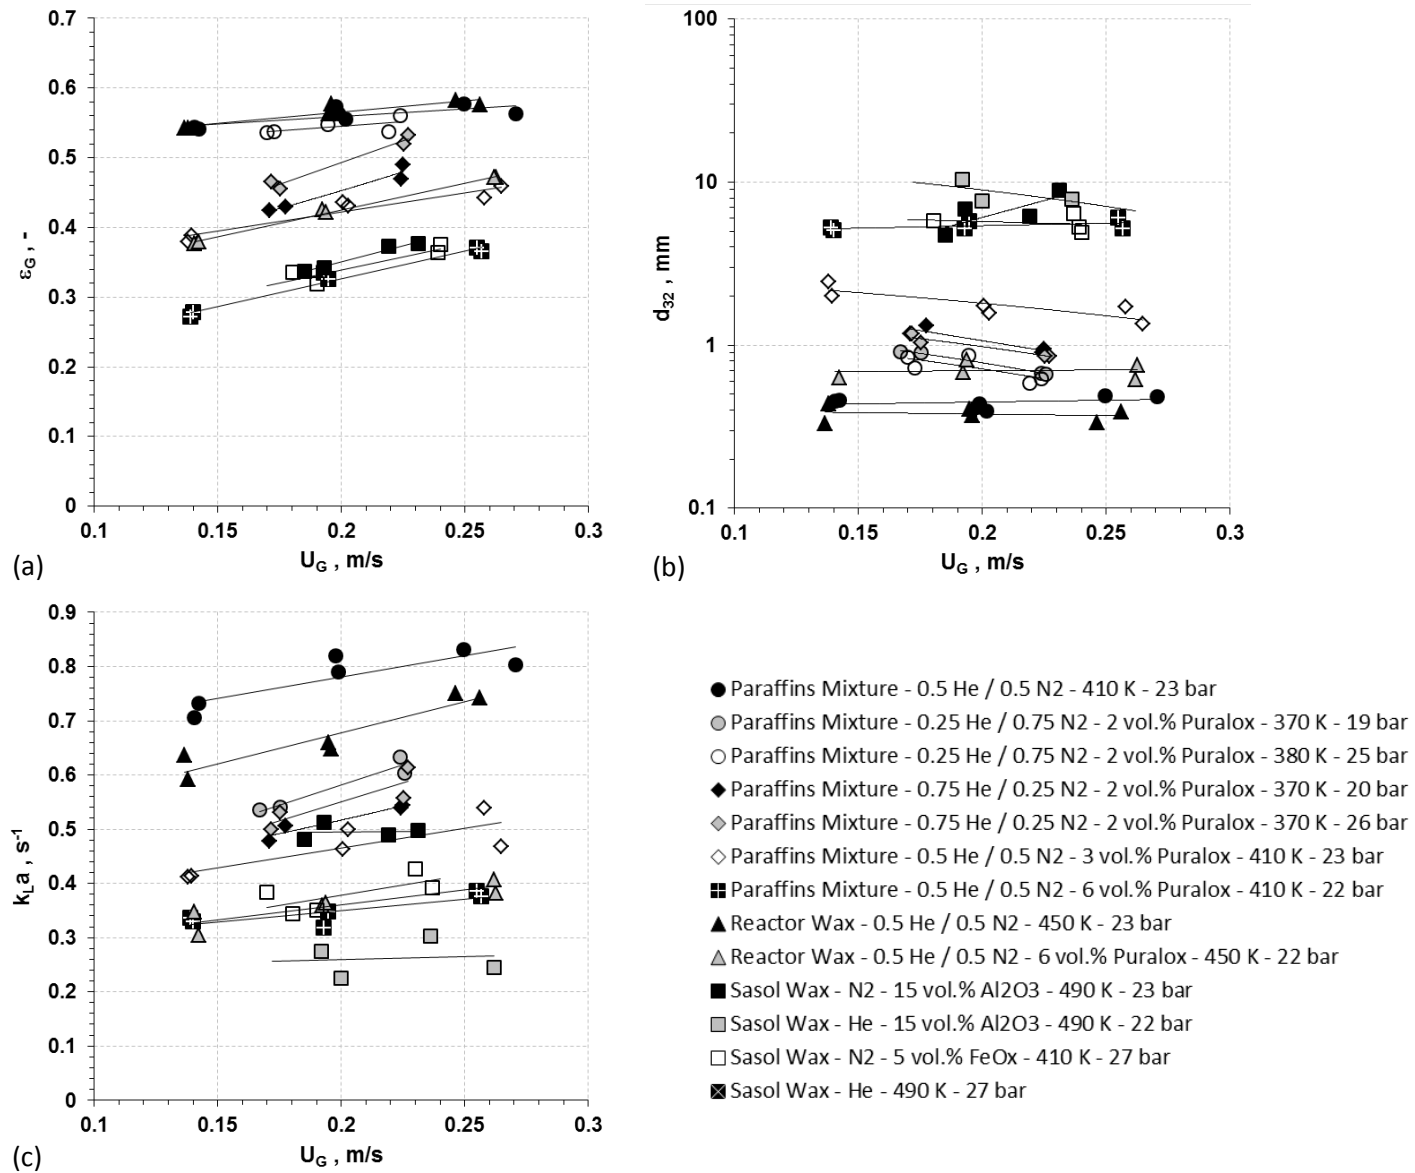 0.7
0.6
0.5
0.4
0.3
0.2
0.1
0
εG , -
0.1 0.15 0.2 0.25 0.3
UG , m/s
(a)
100
10
1
0.1
d32 , mm
0.1 0.15 0.2 0.25 0.3
UG , m/s
(b)
0.9
0.8
0.7
0.6
0.5
0.4
0.3
0.2
0.1
0
kLa , s-1
0.1 0.15 0.2 0.25 0.3
UG , m/s
(c)
Paraffins Mixture - 0.5 He / 0.5 N2 - 410 K - 23 bar
Paraffins Mixture - 0.25 He / 0.75 N2 - 2 vol.% Puralox - 370 K - 19 bar
Paraffins Mixture - 0.25 He / 0.75 N2 - 2 vol.% Puralox - 380 K - 25 bar
Paraffins Mixture - 0.75 He / 0.25 N2 - 2 vol.% Puralox - 370 K - 20 bar
Paraffins Mixture - 0.75 He / 0.25 N2 - 2 vol.% Puralox - 370 K - 26 bar
Paraffins Mixture - 0.5 He / 0.5 N2 - 3 vol.% Puralox - 410 K - 23 bar
Paraffins Mixture - 0.5 He / 0.5 N2 - 6 vol.% Puralox - 410 K - 22 bar
Reactor Wax - 0.5 He / 0.5 N2 - 450 K - 23 bar
Reactor Wax - 0.5 He / 0.5 N2 - 6 vol.% Puralox - 450 K - 22 bar
Sasol Wax - N2 - 15 vol.% Al2O3 - 490 K - 23 bar
Sasol Wax - He - 15 vol.% Al2O3 - 490 K - 22 bar
Sasol Wax - N2 - 5 vol.% FeOx - 410 K - 27 bar
Sasol Wax - He - 490 K - 27 bar